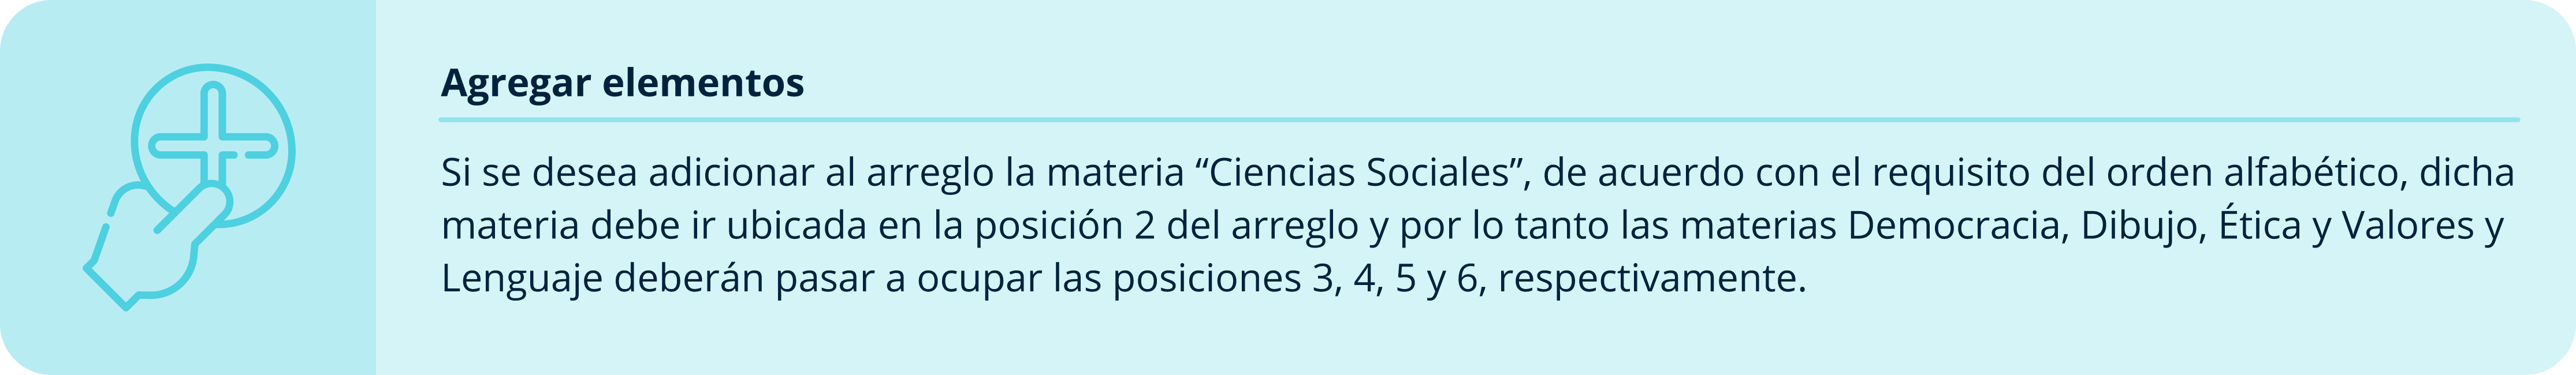 Agregar elementos
Si se desea adicionar al arreglo la materia “Ciencias Sociales”, de acuerdo con el requisito del orden alfabético, dicha
materia debe ir ubicada en la posición 2 del arreglo y por lo tanto las materias Democracia, Dibujo, Ética y Valores y
Lenguaje deberán pasar a ocupar las posiciones 3, 4, 5 y 6, respectivamente.